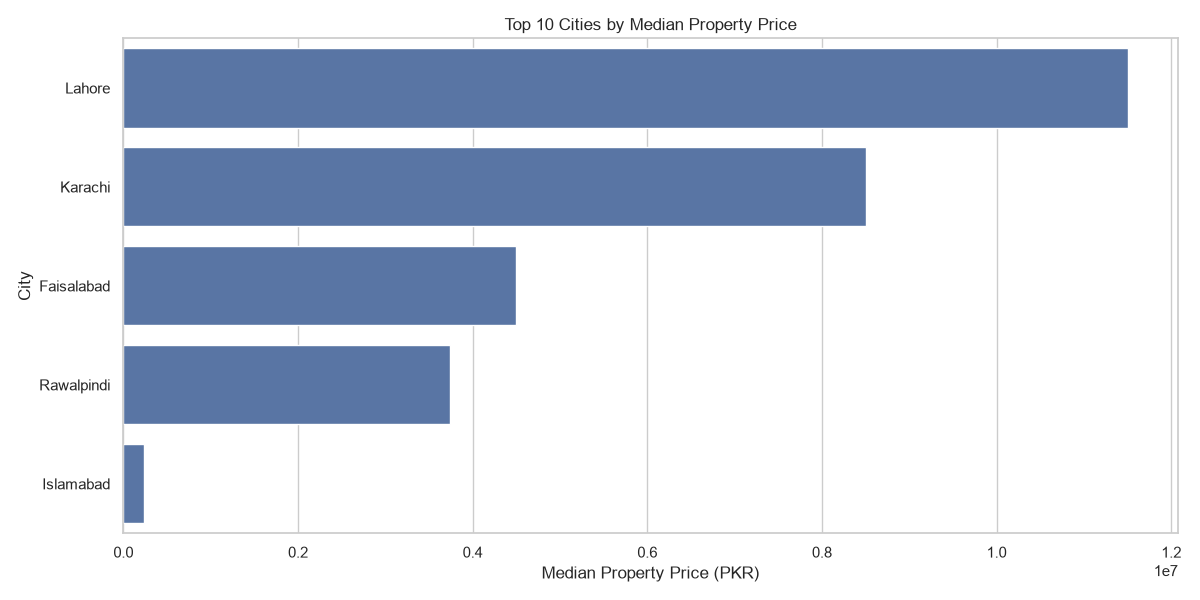 Top 10 Cities by Median Property Price
City
Lahore
Karachi
Faisalabad
Rawalpindi
Islamabad
0.0 0.2 0.4 0.6 0.8 1.0 1.2
1e7
Median Property Price (PKR)